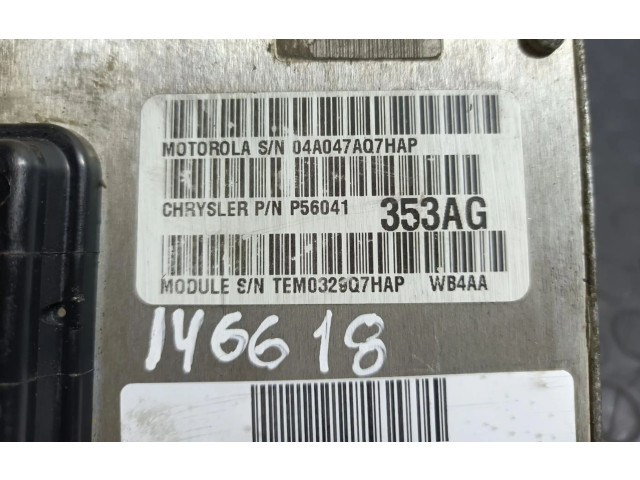 MOTOROLA S/N 04A047AQ7HAP
CHRYSLER P/N P56041 353AG
MODULE S/N TEM0329Q7HAP WB4AA
146618